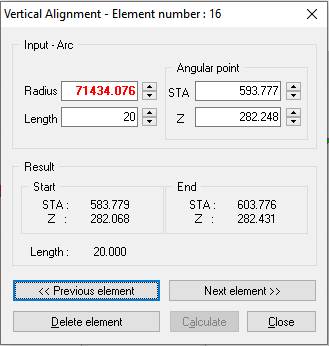 Vertical Alignment - Element number : 16
Input - Arc
Angular point
Radius 71434.076 STA 593.777
Length 20 Z 282.248
Result
Start End
STA : 583.779 STA : 603.776
Z : 282.068 Z : 282.431
Length : 20.000
<< Previous element Next element >>
Delete element Calculate Close